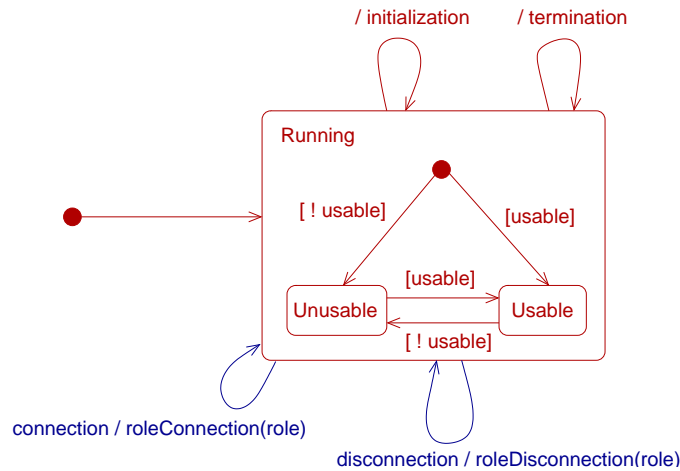 / initialization
/ termination
Running
[ ! usable]
[usable]
[usable]
Unusable
Usable
[ ! usable]
connection / roleConnection(role)
disconnection / roleDisconnection(role)